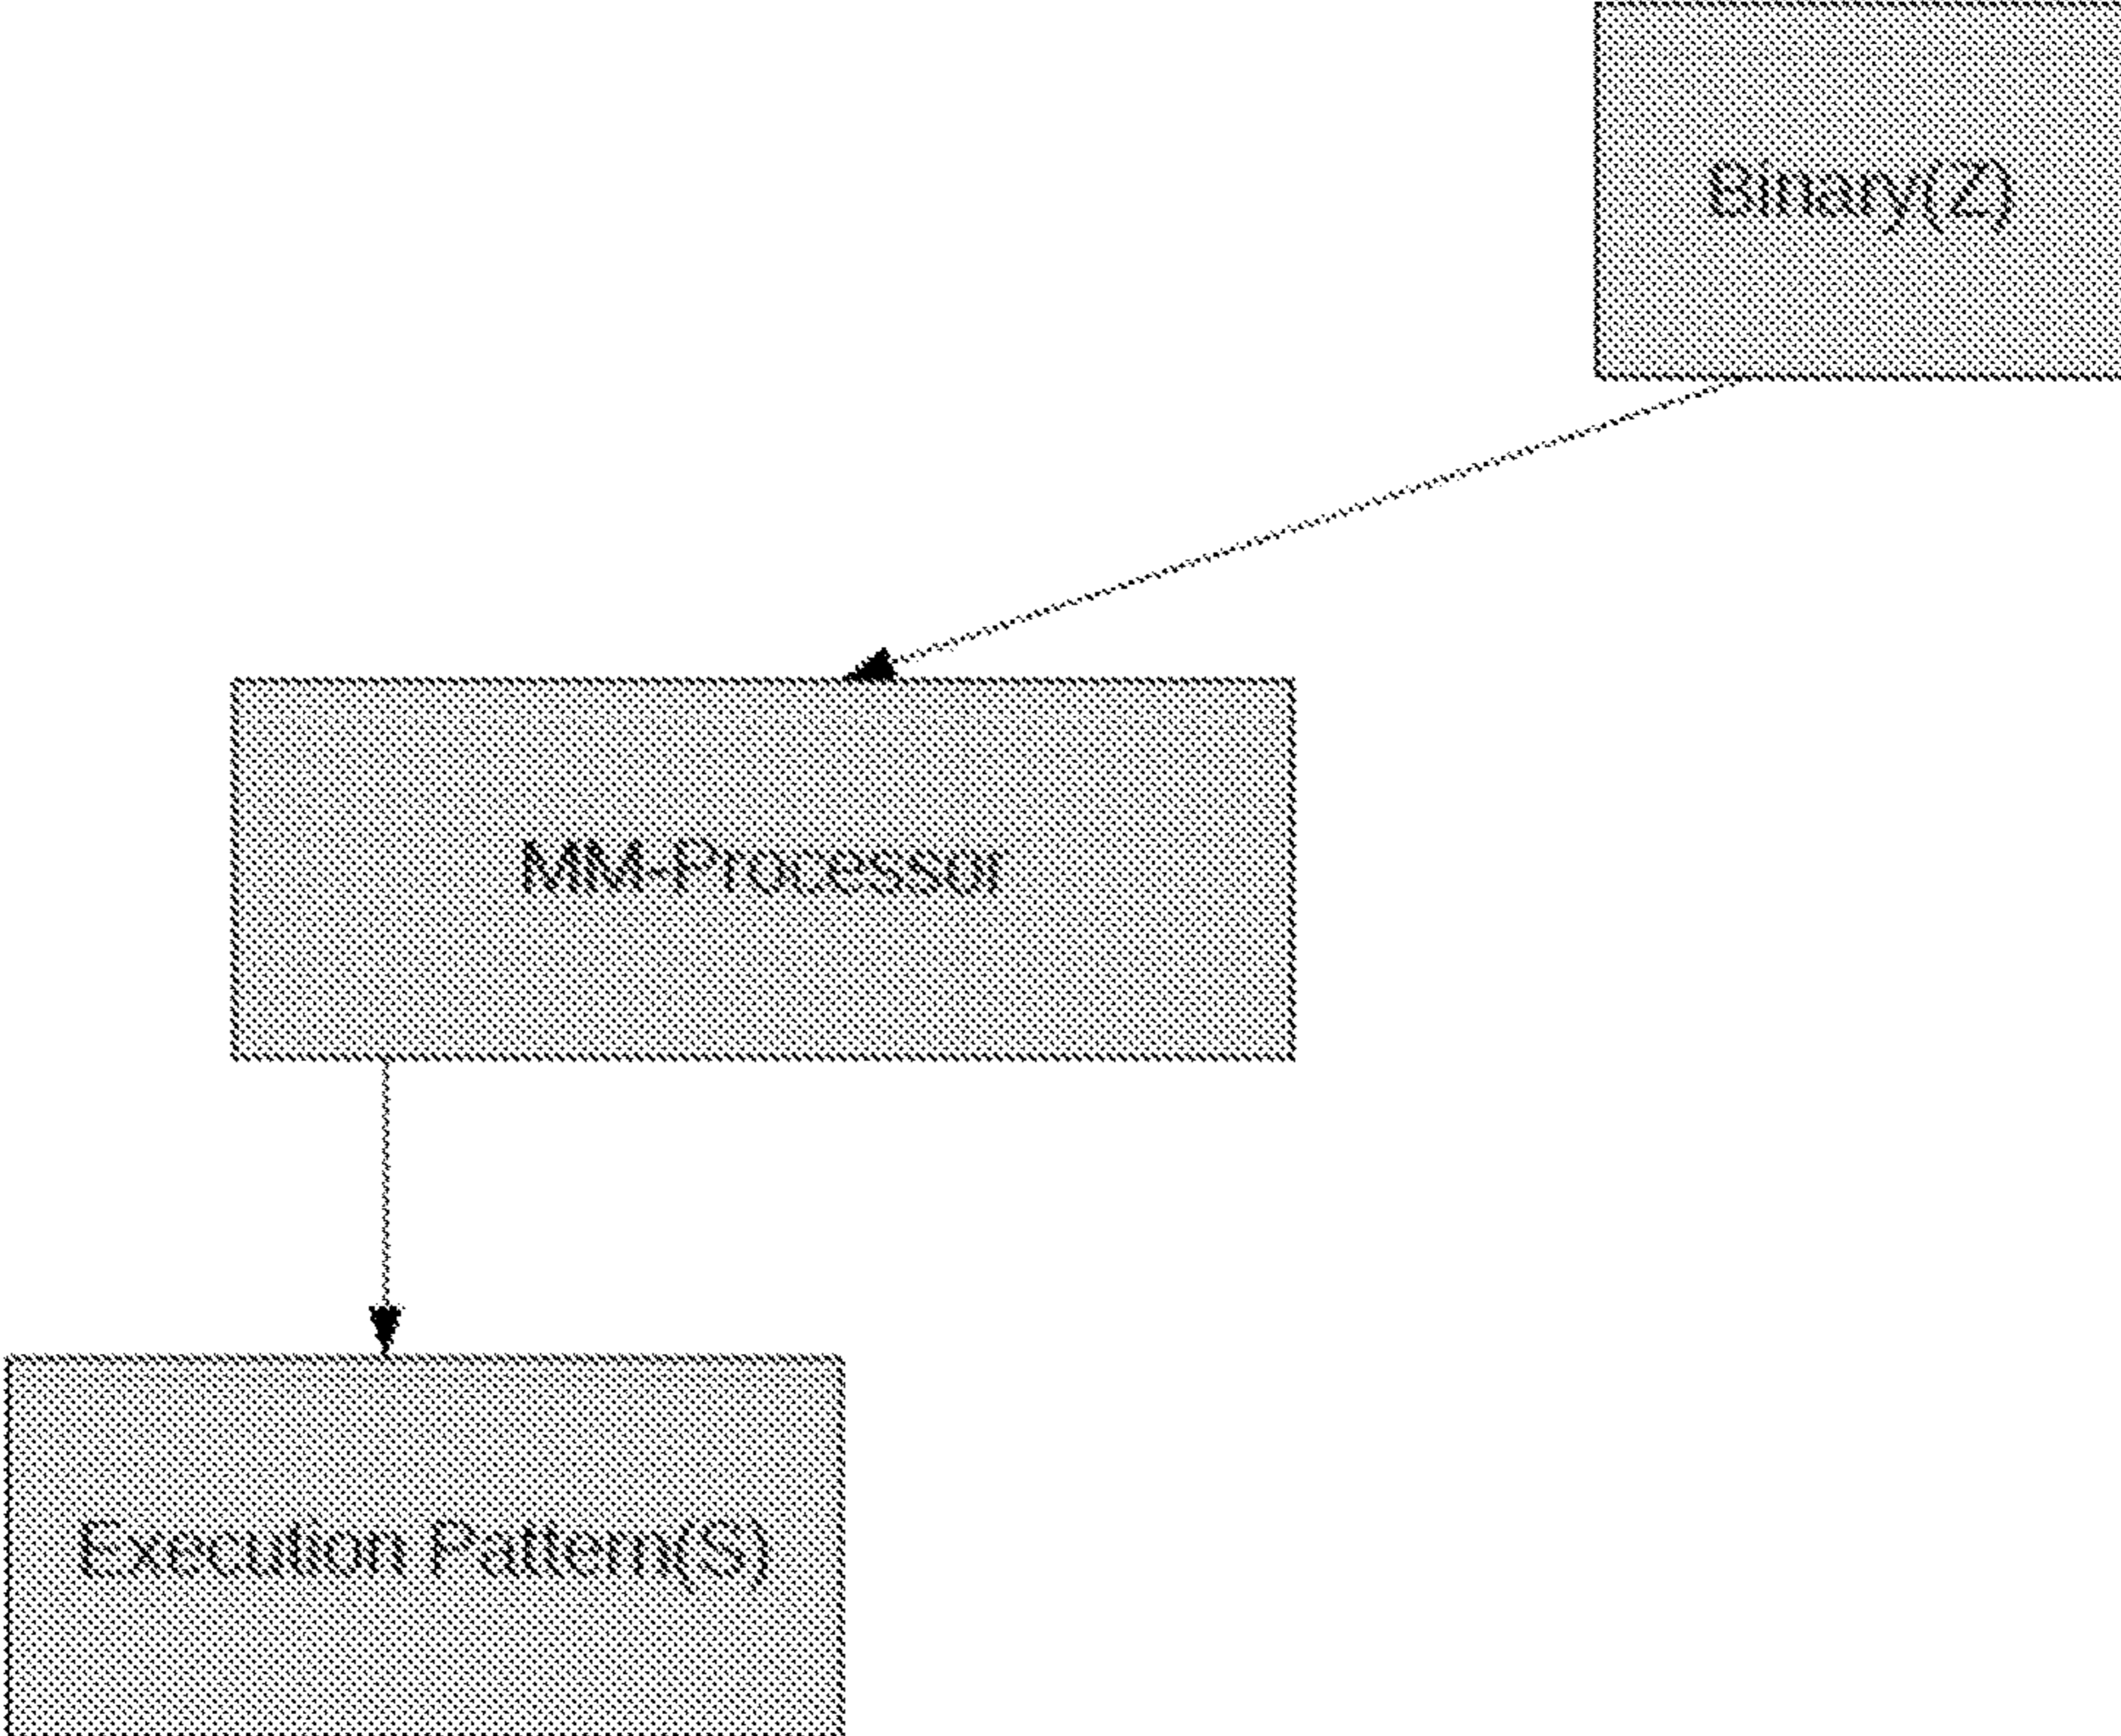 Binary(Z)
MM-Processor
Execution Pattern(S)